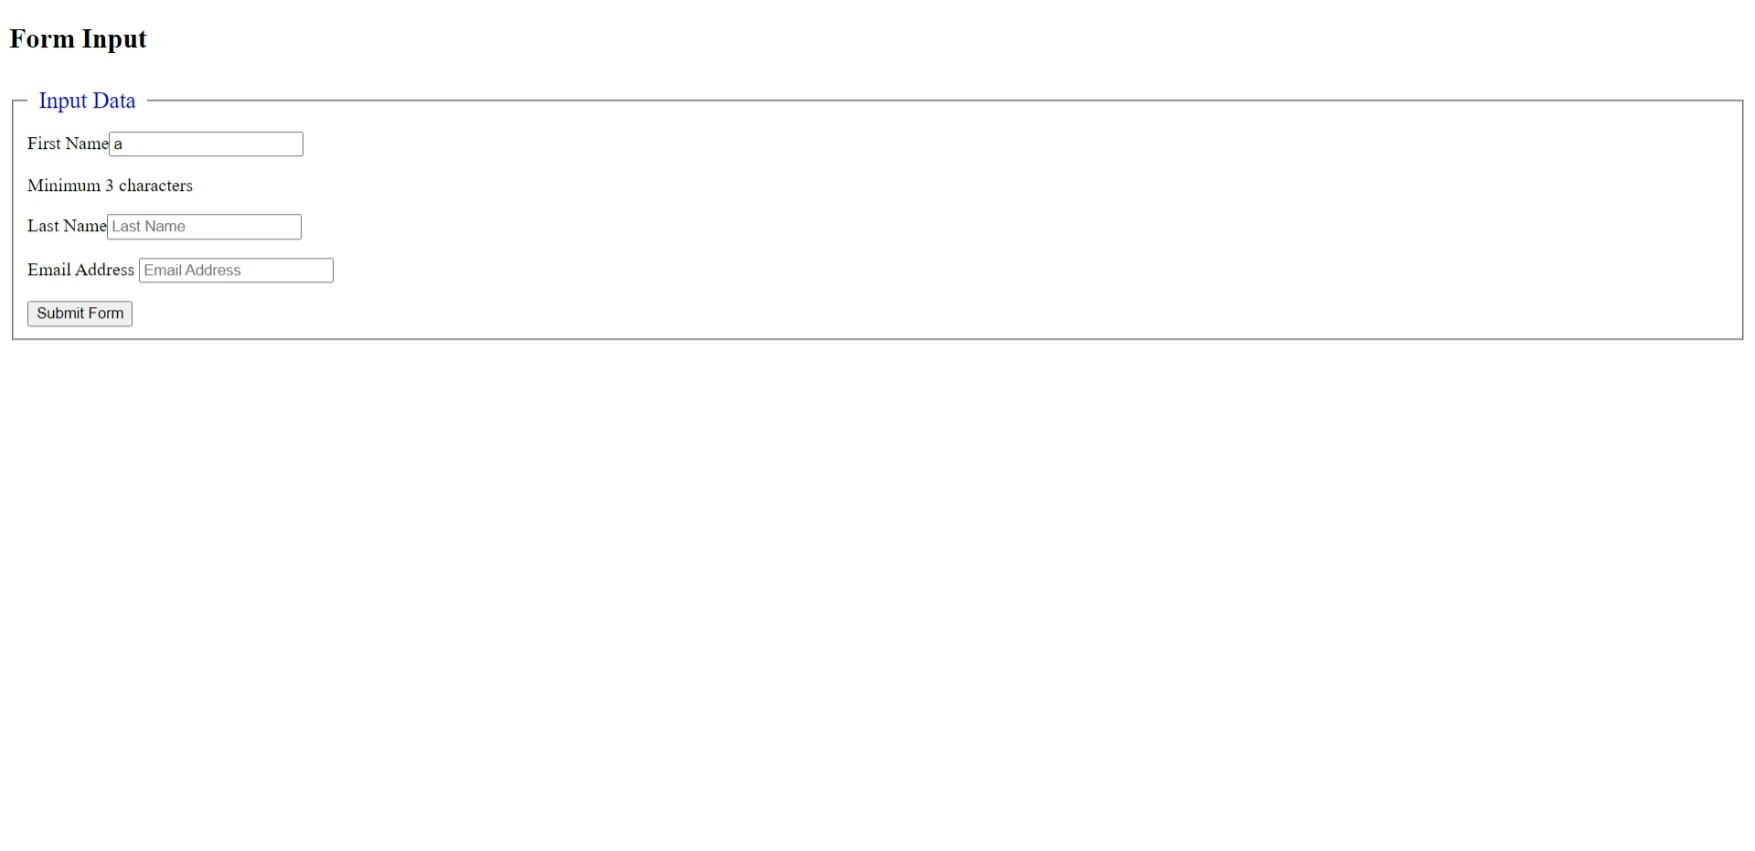 Form Input
Input Data
First Name a
Minimum 3 characters
Last Name Last Name
Email Address Email Address
Submit Form